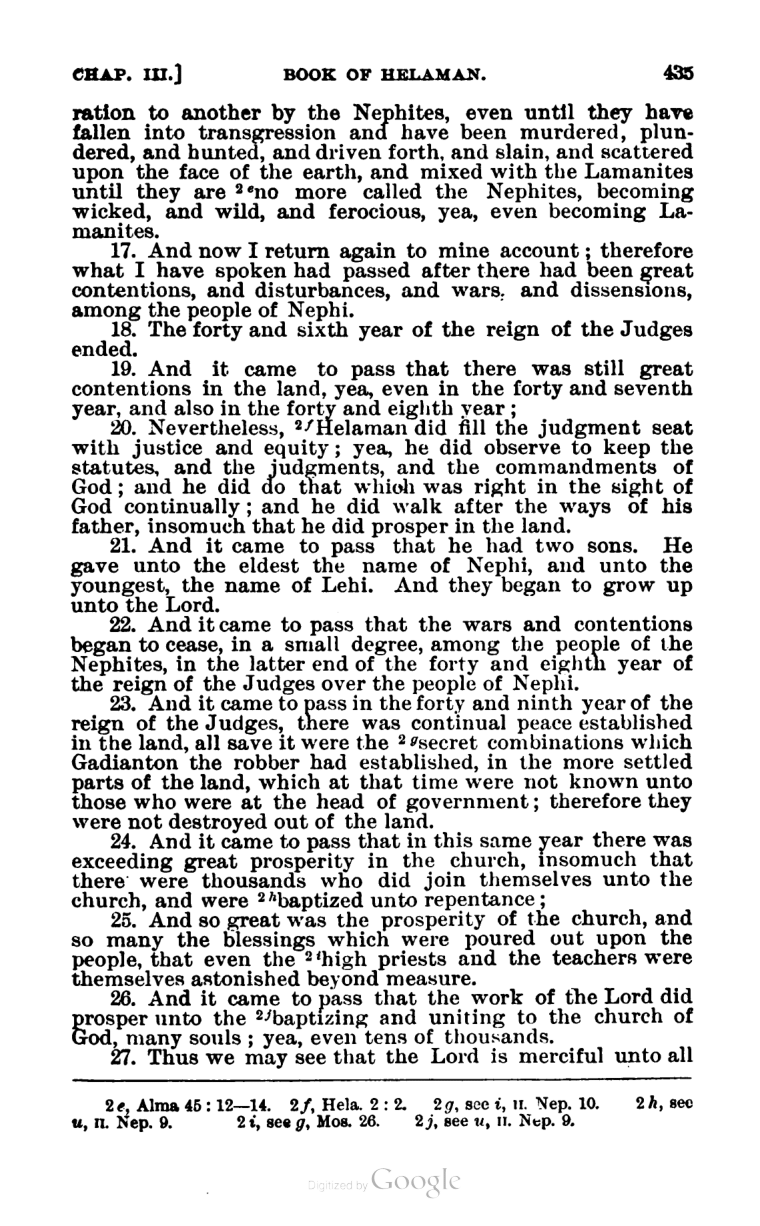 CHAP. III.] BOOK OF HELAMAN. 435
ration to another by the Nephites, even until they have
fallen into transgression and have been murdered, plun-
dered, and hunted, and driven forth, and slain, and scattered
upon the face of the earth, and mixed with the Lamanites
until they are 2eno more called the Nephites, becoming
wicked, and wild, and ferocious, yea, even becoming La-
manites.
17. And now I return again to mine account; therefore
what I have spoken had passed after there had been great
contentions, and disturbances, and wars, and dissensions,
among the people of Nephi.
18. The forty and sixth year of the reign of the Judges
ended.
19. And it came to pass that there was still great
contentions in the land, yea, even in the forty and seventh
year, and also in the forty and eighth year;
20. Nevertheless, 2fHelaman did fill the judgment seat
with justice and equity; yea, he did observe to keep the
statutes, and the judgments, and the commandments of
God; and he did do that which was right in the sight of
God continually; and he did walk after the ways of his
father, insomuch that he did prosper in the land.
21. And it came to pass that he had two sons. He
gave unto the eldest the name of Nephi, and unto the
youngest, the name of Lehi. And they began to grow up
unto the Lord.
22. And it came to pass that the wars and contentions
began to cease, in a small degree, among the people of the
Nephites, in the latter end of the forty and eighth year of
the reign of the Judges over the people of Nephi.
23. And it came to pass in the forty and ninth year of the
reign of the Judges, there was continual peace established
in the land, all save it were the 2gsecret combinations which
Gadianton the robber had established, in the more settled
parts of the land, which at that time were not known unto
those who were at the head of government; therefore they
were not destroyed out of the land.
24. And it came to pass that in this same year there was
exceeding great prosperity in the church, insomuch that
there were thousands who did join themselves unto the
church, and were 2hbaptized unto repentance;
25. And so great was the prosperity of the church, and
so many the blessings which were poured out upon the
people, that even the 2ihigh priests and the teachers were
themselves astonished beyond measure.
26. And it came to pass that the work of the Lord did
prosper unto the 2jbaptizing and uniting to the church of
God, many souls; yea, even tens of thousands.
27. Thus we may see that the Lord is merciful unto all
2e, Alma 45:12—14. 2f, Hela. 2:2. 2g, see i, II. Nep. 10. 2h, see
u, II. Nep. 9. 2i, see g, Mos. 26. 2j, see u, II. Nep. 9.
Digitized by Google